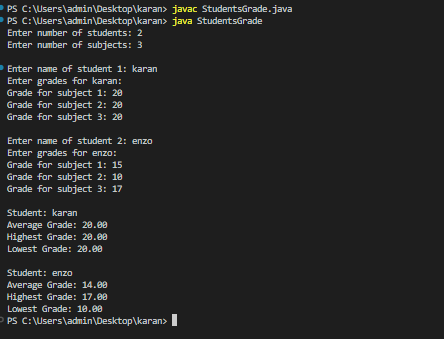 PS C:\Users\admin\Desktop\karan> javac StudentsGrade.java
PS C:\Users\admin\Desktop\karan> java StudentsGrade
Enter number of students: 2
Enter number of subjects: 3
Enter name of student 1: karan
Enter grades for karan:
Grade for subject 1: 20
Grade for subject 2: 20
Grade for subject 3: 20
Enter name of student 2: enzo
Enter grades for enzo:
Grade for subject 1: 15
Grade for subject 2: 10
Grade for subject 3: 17
Student: karan
Average Grade: 20.00
Highest Grade: 20.00
Lowest Grade: 20.00
Student: enzo
Average Grade: 14.00
Highest Grade: 17.00
Lowest Grade: 10.00
PS C:\Users\admin\Desktop\karan>